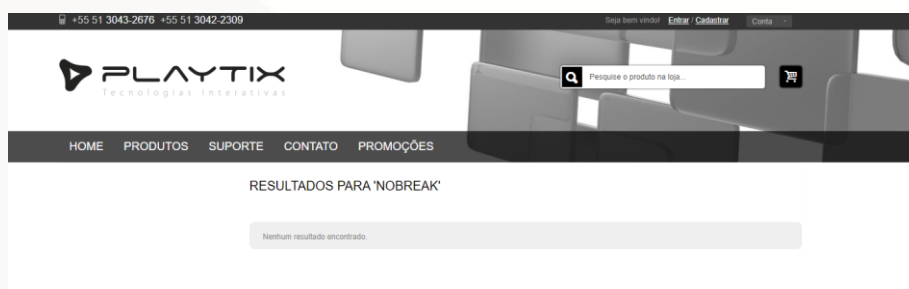 +55 51 3043-2676 +55 51 3042-2309
Seja bem vindo! Entrar / Cadastrar Conta
PLAYTIX
Tecnologias Interativas
Pesquise o produto na loja...
HOME PRODUTOS SUPORTE CONTATO PROMOÇÕES
RESULTADOS PARA 'NOBREAK'
Nenhum resultado encontrado.